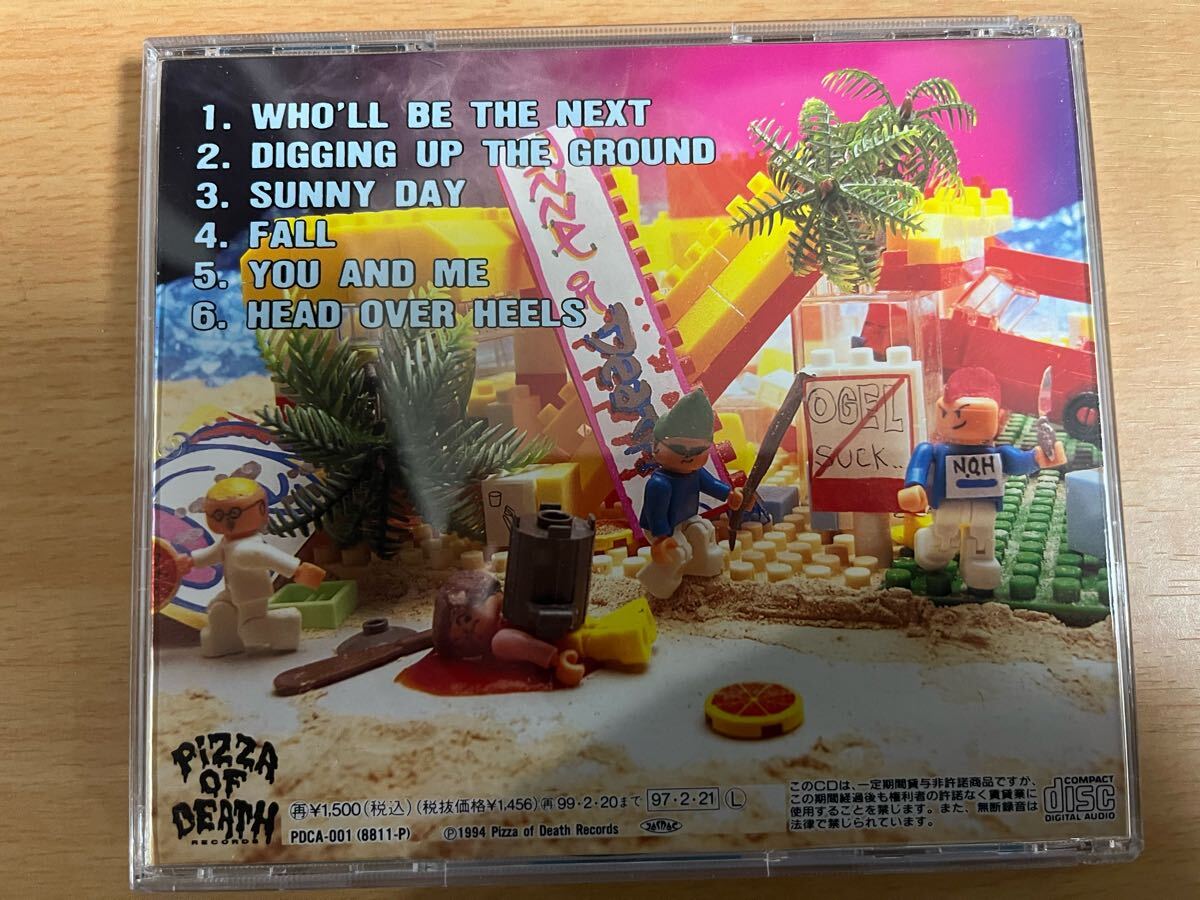 1. WHO'LL BE THE NEXT
2. DIGGING UP THE GROUND
3. SUNNY DAY
4. FALL
5. YOU AND ME
6. HEAD OVER HEELS
PIZZA OF DEATH
OGEL
SUCK..
N.Q.H
PIZZA
OF
DEATH
RECORDS
再¥1,500(税込)(税抜価格¥1,456)再99・2・20まで 97・2・21 L
PDCA-001 (8811-P) Ⓟ1994 Pizza of Death Records
このCDは、一定期間貸与非許諾商品ですが、
この期間経過後も権利者の許諾なく賃貸業に
使用することを禁じます。また、無断録音は
法律で禁じられています。
COMPACT
disc
DIGITAL AUDIO